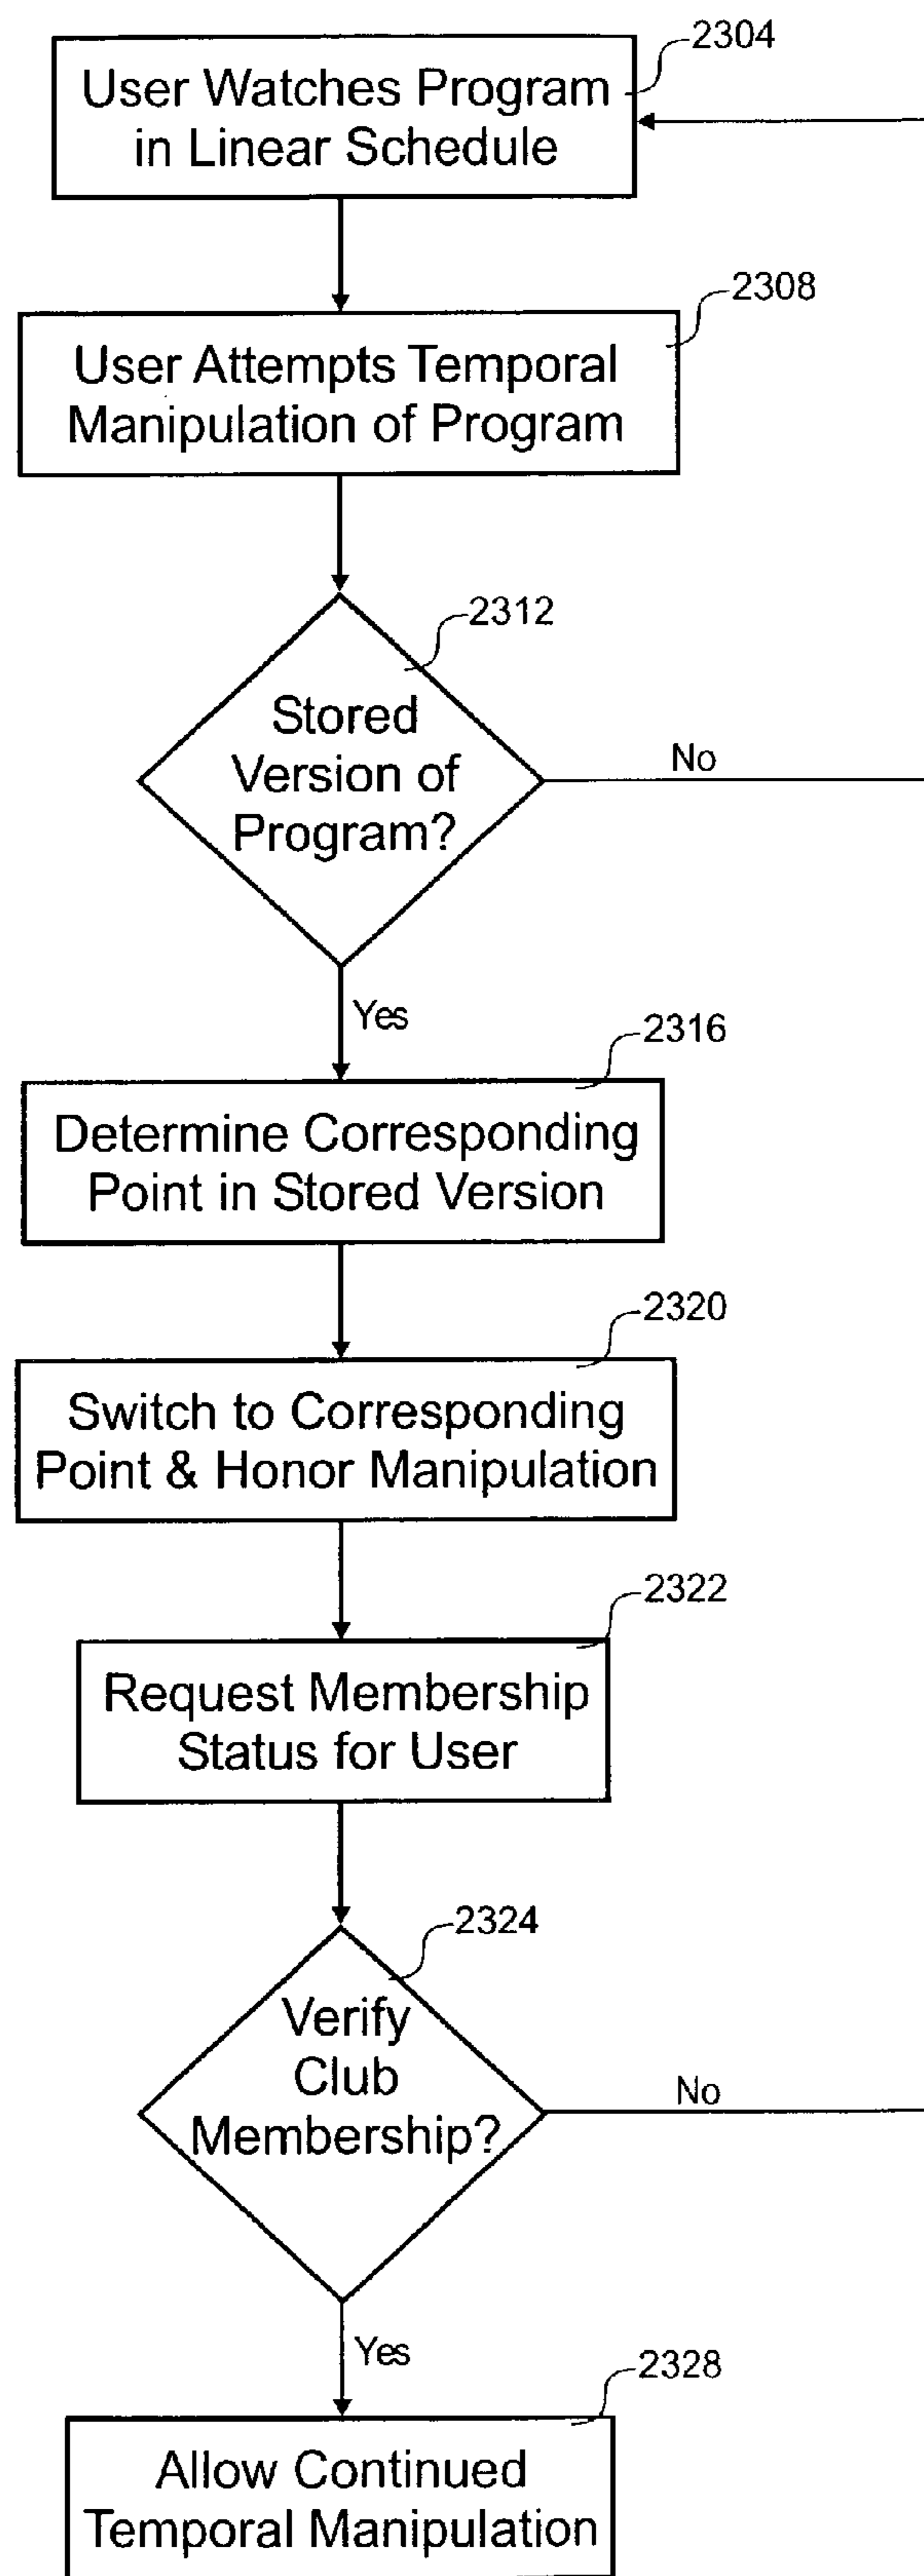 2304
User Watches Program
in Linear Schedule
2308
User Attempts Temporal
Manipulation of Program
2312
Stored
Version of
Program?
No
Yes
2316
Determine Corresponding
Point in Stored Version
2320
Switch to Corresponding
Point & Honor Manipulation
2322
Request Membership
Status for User
2324
Verify
Club
Membership?
No
Yes
2328
Allow Continued
Temporal Manipulation